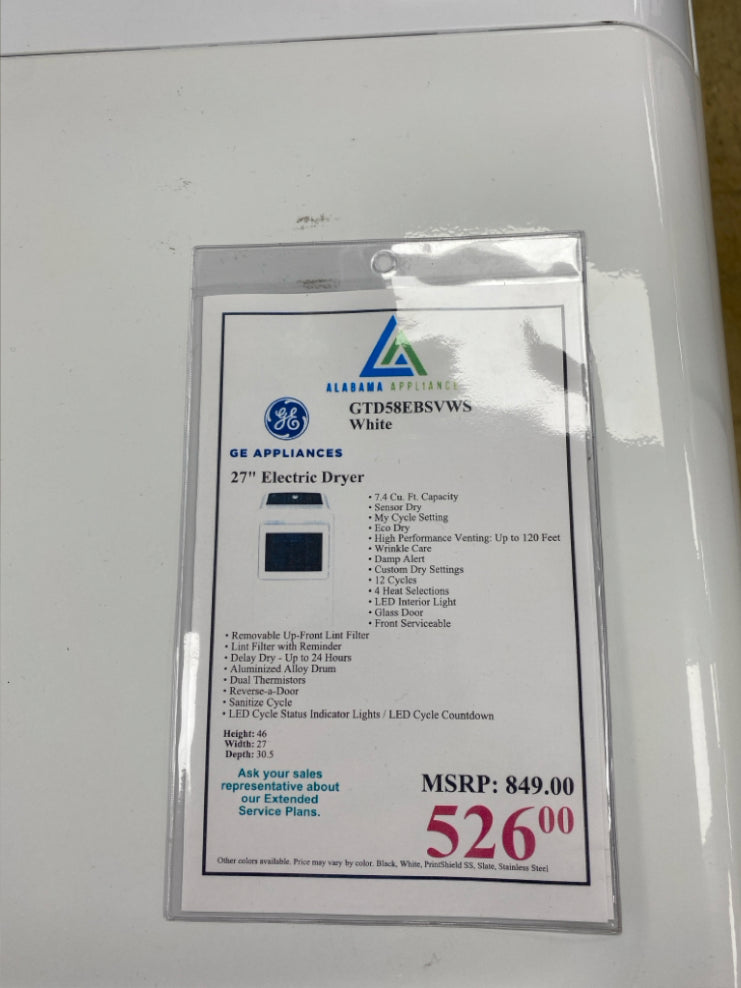 ALABAMA APPLIANCE
GE
GTD58EBSVWS
White
GE APPLIANCES
27" Electric Dryer
• 7.4 Cu. Ft. Capacity
• Sensor Dry
• My Cycle Setting
• Eco Dry
• High Performance Venting: Up to 120 Feet
• Wrinkle Care
• Damp Alert
• Custom Dry Settings
• 12 Cycles
• 4 Heat Selections
• LED Interior Light
• Glass Door
• Front Serviceable
• Removable Up-Front Lint Filter
• Lint Filter with Reminder
• Delay Dry - Up to 24 Hours
• Aluminized Alloy Drum
• Dual Thermistors
• Reverse-a-Door
• Sanitize Cycle
• LED Cycle Status Indicator Lights / LED Cycle Countdown
Height: 46
Width: 27
Depth: 30.5
Ask your sales
representative about
our Extended
Service Plans.
MSRP: 849.00
526 00
Other colors available. Price may vary by color. Black, White, PrintShield SS, Slate, Stainless Steel